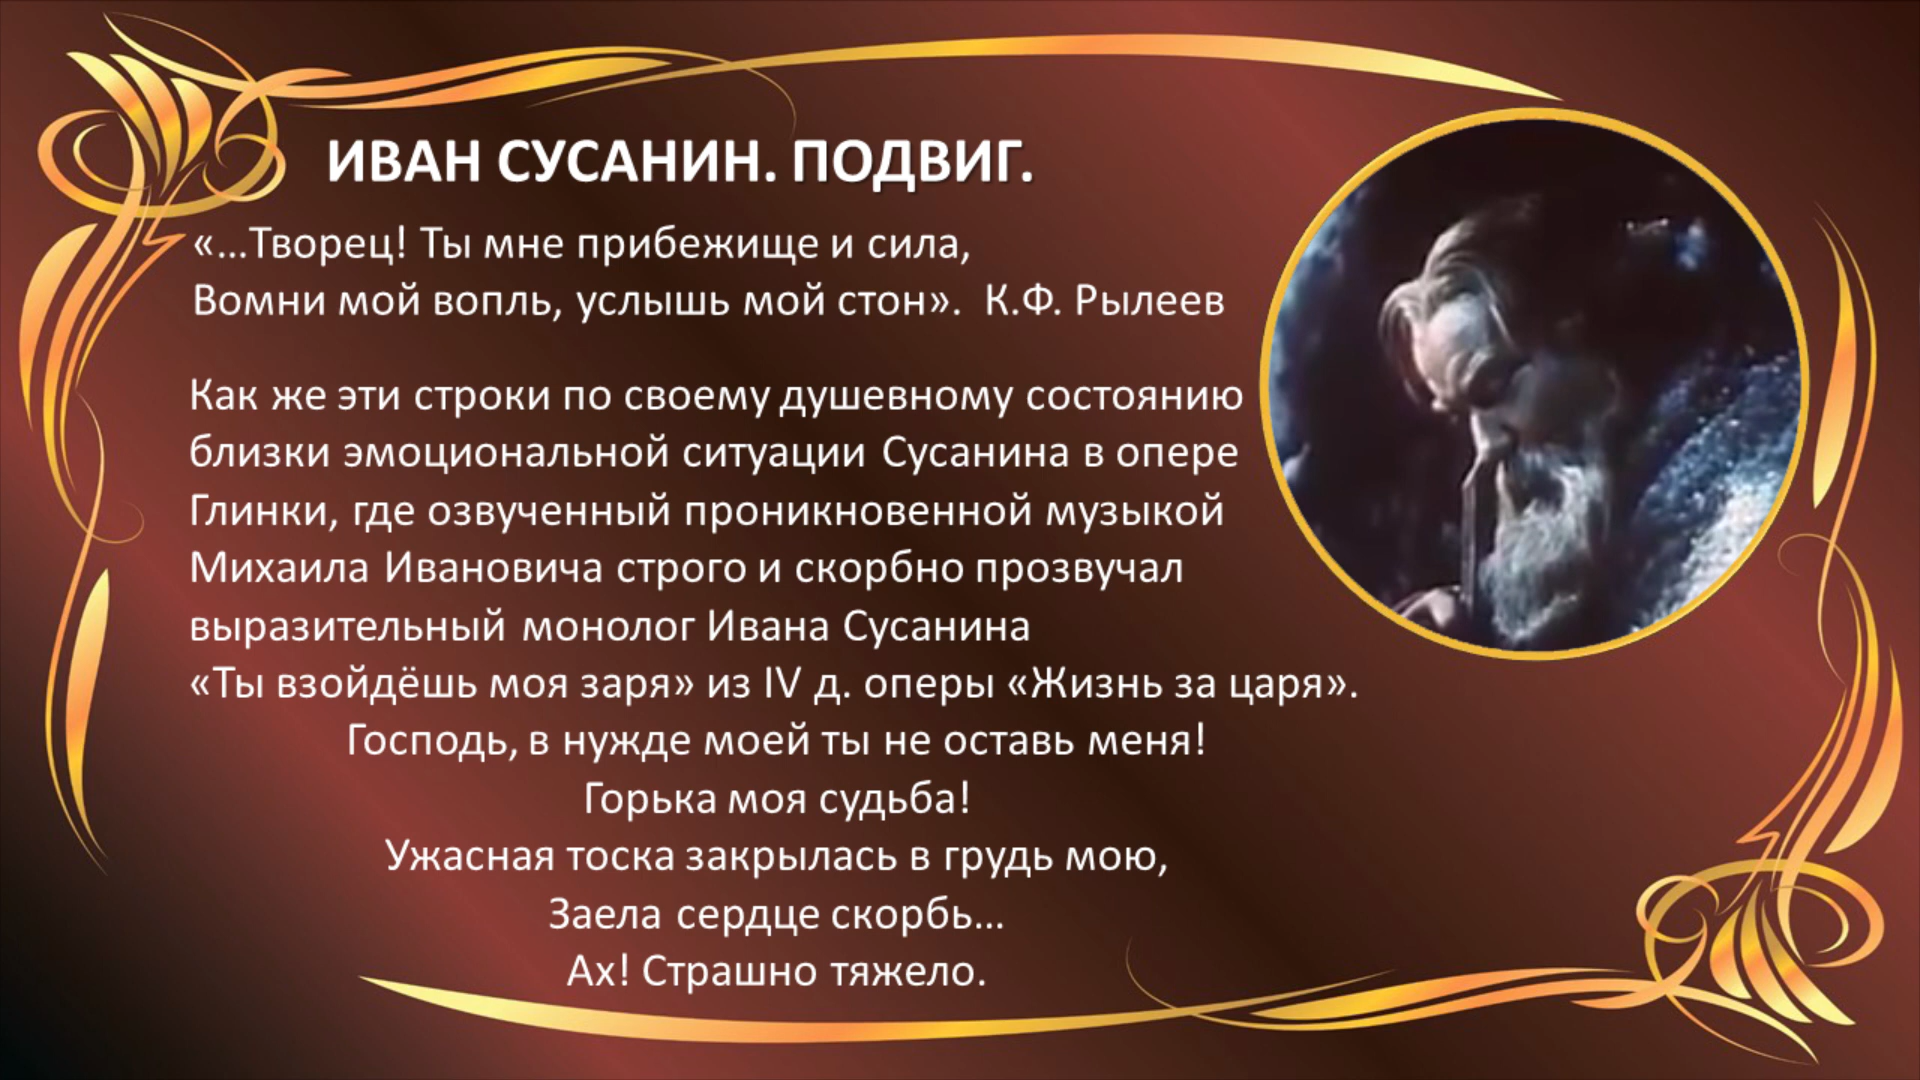 ИВАН СУСАНИН. ПОДВИГ.
«…Творец! Ты мне прибежище и сила,
Вомни мой вопль, услышь мой стон».  К.Ф. Рылеев
Как же эти строки по своему душевному состоянию
близки эмоциональной ситуации Сусанина в опере
Глинки, где озвученный проникновенной музыкой
Михаила Ивановича строго и скорбно прозвучал
выразительный монолог Ивана Сусанина
«Ты взойдёшь моя заря» из IV д. оперы «Жизнь за царя».
Господь, в нужде моей ты не оставь меня!
Горька моя судьба!
Ужасная тоска закрылась в грудь мою,
Заела сердце скорбь…
Ах! Страшно тяжело.